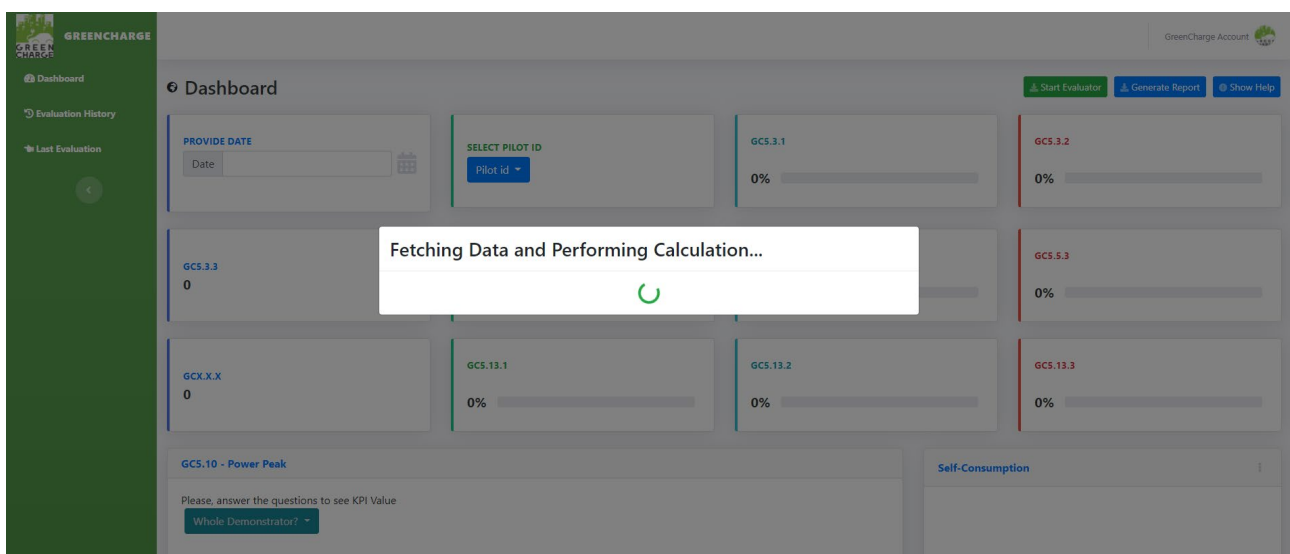 GREEN
CHARGE
GREENCHARGE
GreenCharge Account
Dashboard
Evaluation History
Last Evaluation
Dashboard
Start Evaluator
Generate Report
Show Help
PROVIDE DATE
Date
SELECT PILOT ID
Pilot id
GC5.3.1
0%
GC5.3.2
0%
GC5.3.3
0
Fetching Data and Performing Calculation...
GC5.5.3
0%
GCX.X.X
0
GC5.13.1
0%
GC5.13.2
0%
GC5.13.3
0%
GC5.10 - Power Peak
Please, answer the questions to see KPI Value
Whole Demonstrator?
Self-Consumption